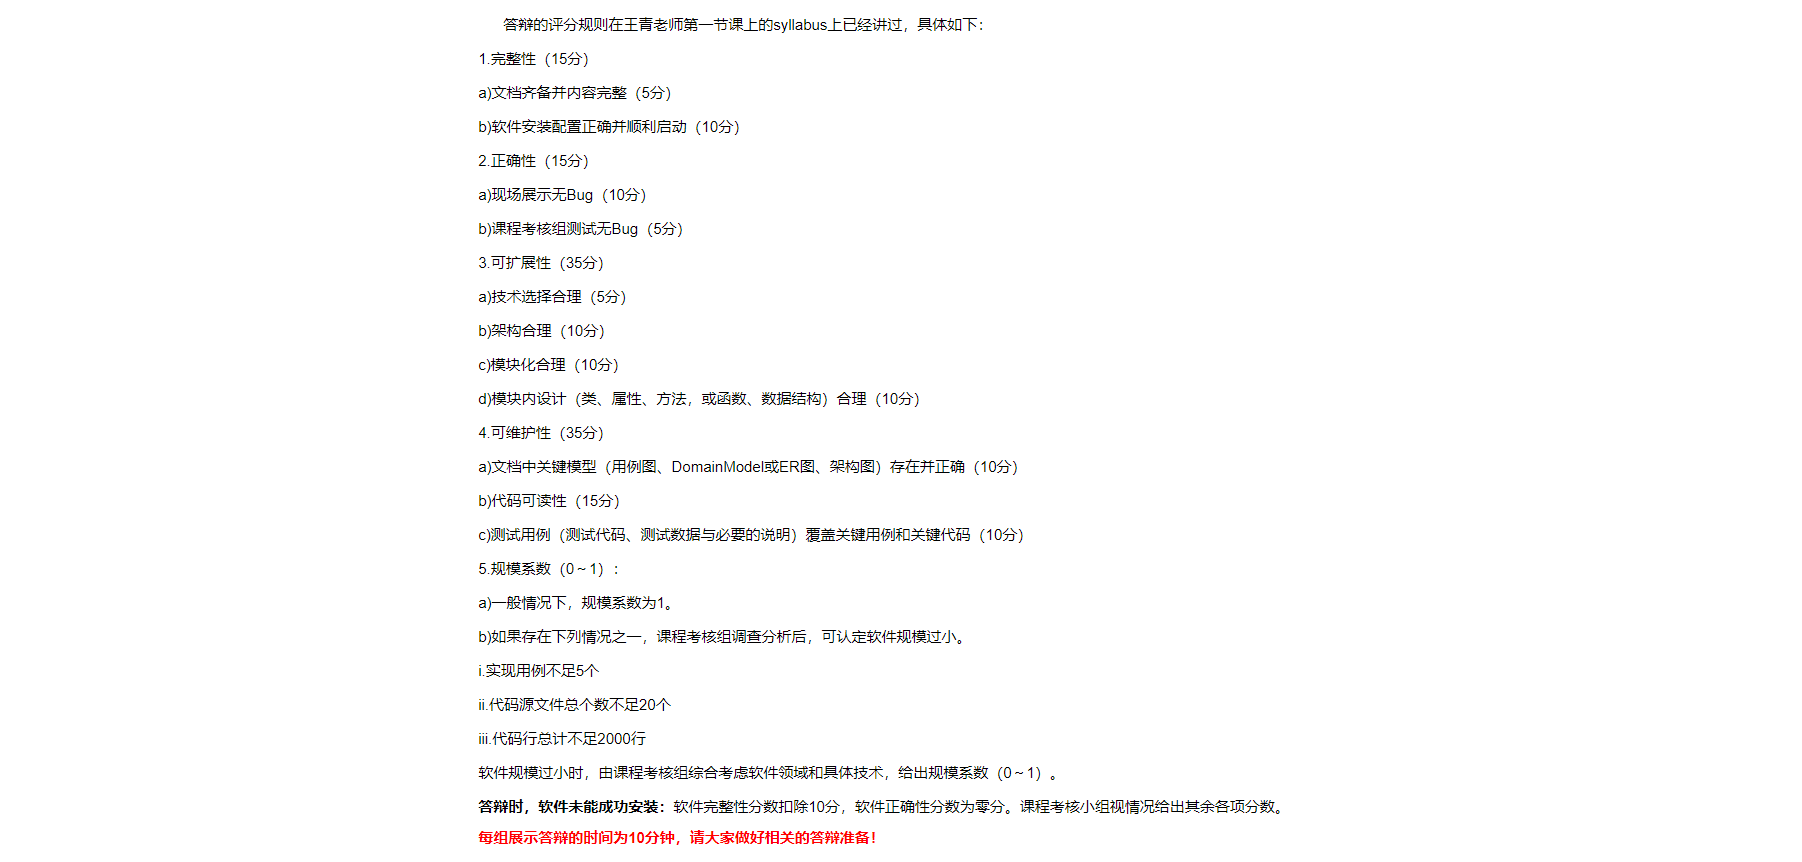 答辩的评分规则在王青老师第一节课上的syllabus上已经讲过，具体如下：
1.完整性（15分）
a)文档齐备并内容完整（5分）
b)软件安装配置正确并顺利启动（10分）
2.正确性（15分）
a)现场展示无Bug（10分）
b)课程考核组测试无Bug（5分）
3.可扩展性（35分）
a)技术选择合理（5分）
b)架构合理（10分）
c)模块化合理（10分）
d)模块内设计（类、属性、方法，或函数、数据结构）合理（10分）
4.可维护性（35分）
a)文档中关键模型（用例图、DomainModel或ER图、架构图）存在并正确（10分）
b)代码可读性（15分）
c)测试用例（测试代码、测试数据与必要的说明）覆盖关键用例和关键代码（10分）
5.规模系数（0～1）：
a)一般情况下，规模系数为1。
b)如果存在下列情况之一，课程考核组调查分析后，可认定软件规模过小。
i.实现用例不足5个
ii.代码源文件总个数不足20个
iii.代码行总计不足2000行
软件规模过小时，由课程考核组综合考虑软件领域和具体技术，给出规模系数（0～1）。
答辩时，软件未能成功安装：软件完整性分数扣除10分，软件正确性分数为零分。课程考核小组视情况给出其余各项分数。
每组展示答辩的时间为10分钟，请大家做好相关的答辩准备！